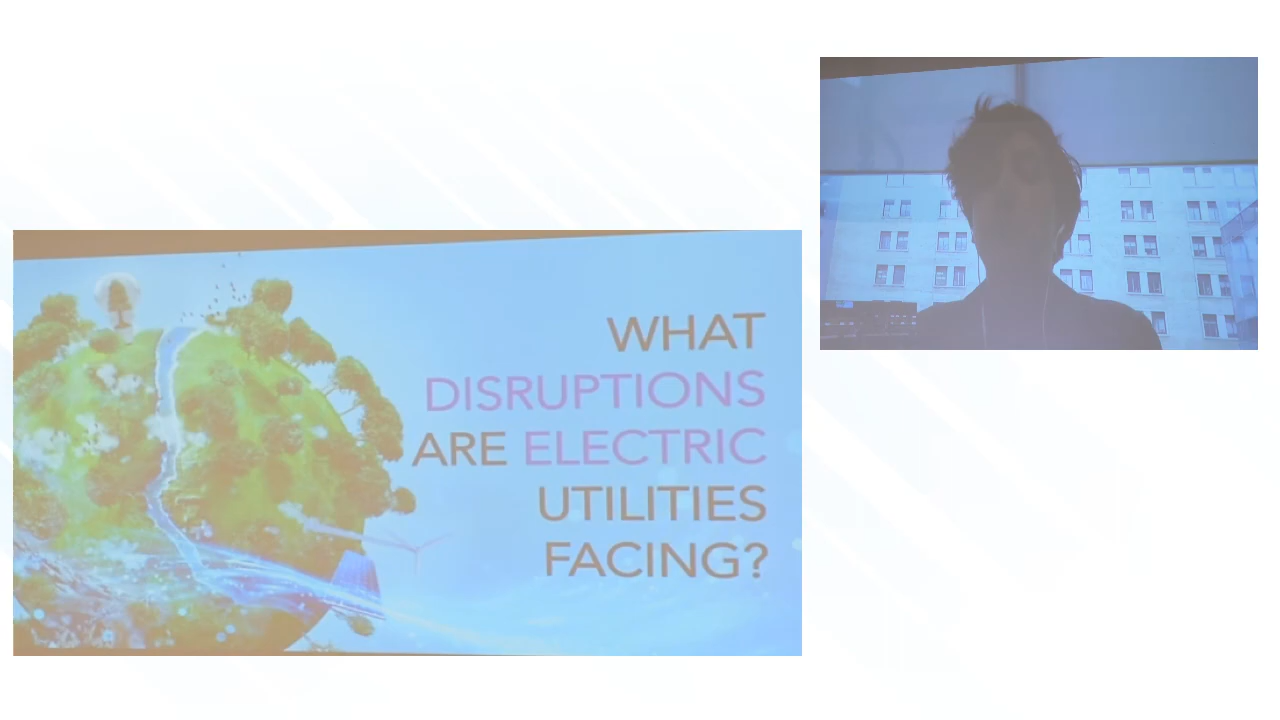 WHAT
DISRUPTIONS
ARE ELECTRIC
UTILITIES
FACING?